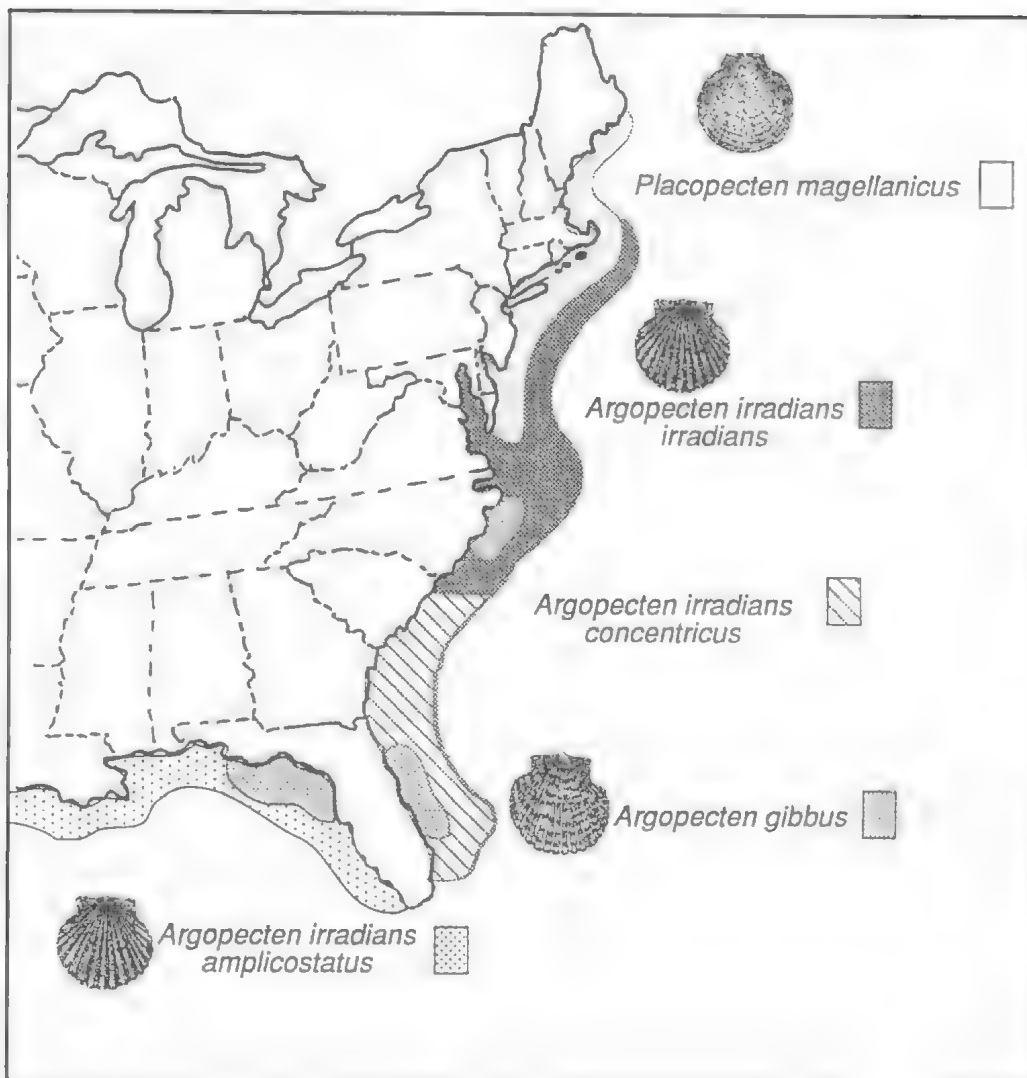 Placopecten magellanicus
Argopecten irradians
irradians
Argopecten irradians
concentricus
Argopecten gibbus
Argopecten irradians
amplicostatus